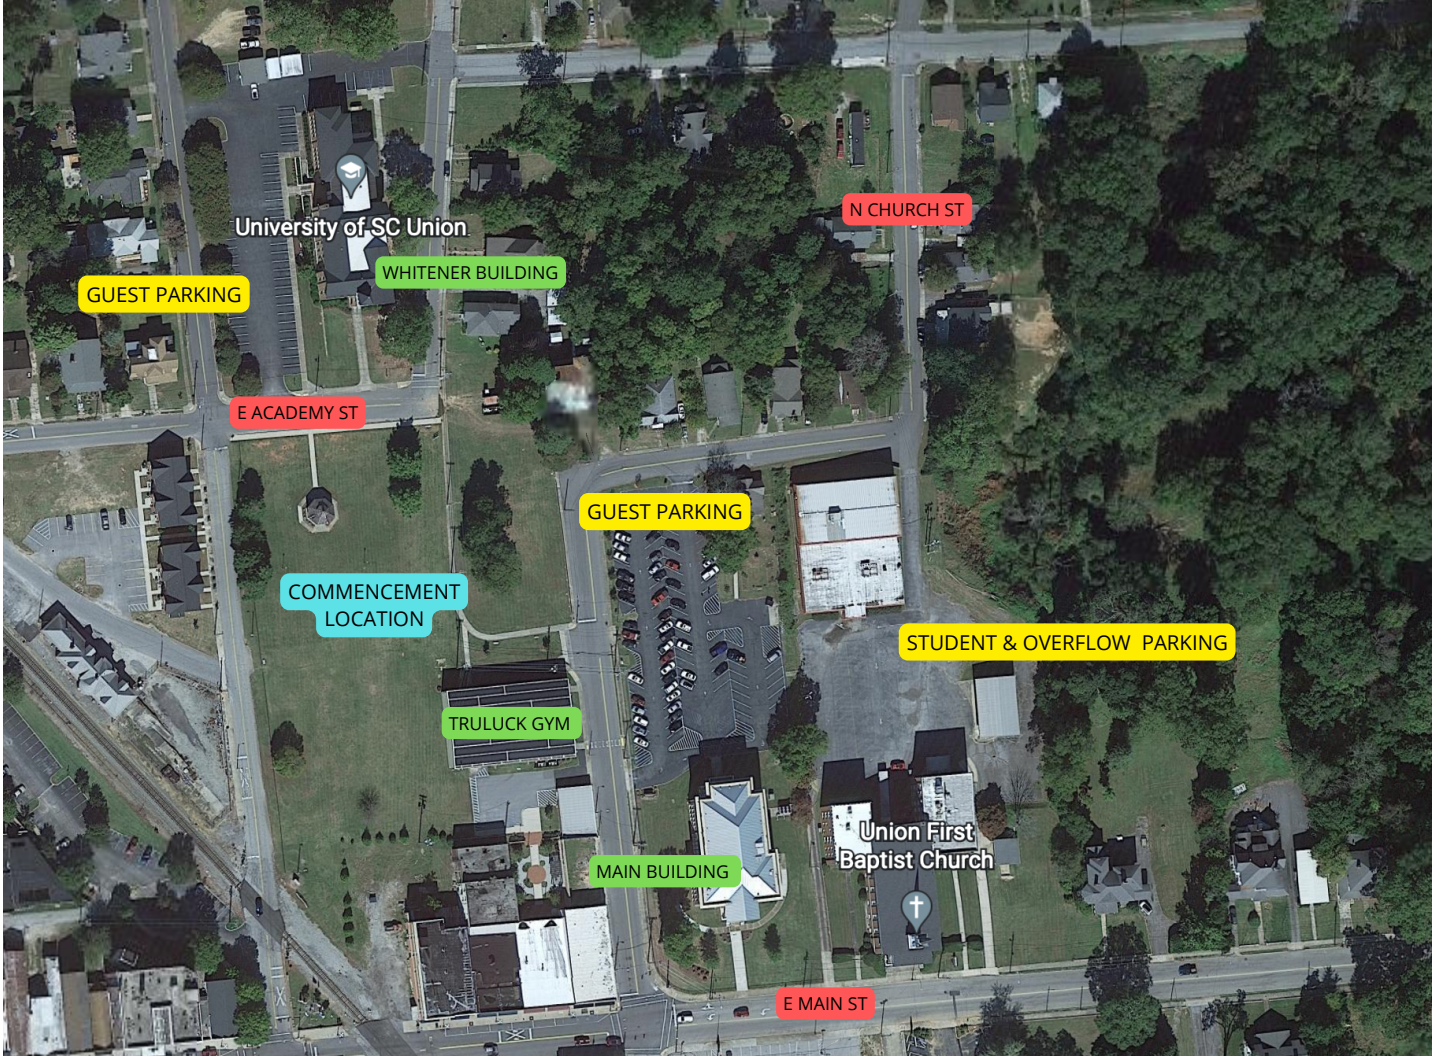 N CHURCH ST
University of SC Union
WHITENER BUILDING
GUEST PARKING
E ACADEMY ST
GUEST PARKING
COMMENCEMENT
LOCATION
STUDENT & OVERFLOW PARKING
TRULUCK GYM
Union First
Baptist Church
MAIN BUILDING
E MAIN ST